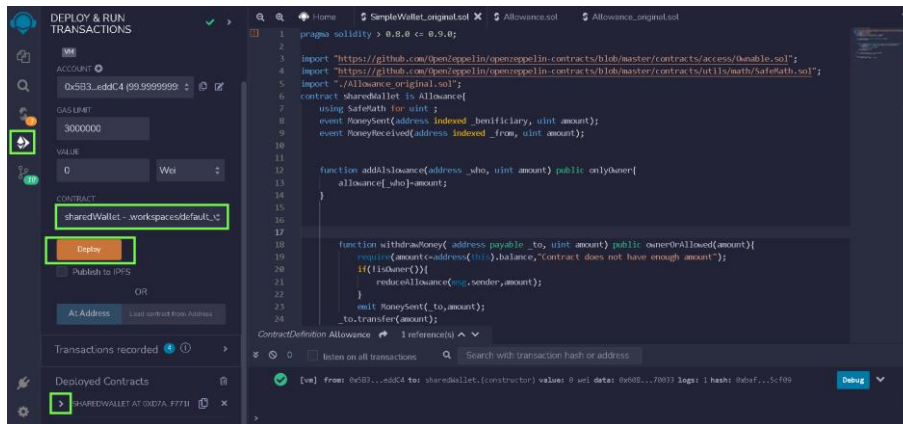 DEPLOY & RUN
TRANSACTIONS
VM
ACCOUNT
0x5B3...eddC4 (99.9999999
GAS LIMIT
3000000
VALUE
0
Wei
CONTRACT
sharedWallet - .workspaces/default_v
Deploy
Publish to IPFS
OR
At Address
Load contract from Address
Transactions recorded 4
Deployed Contracts
SHAREDWALLET AT 0XD7A...F771I
Home
SimpleWallet_original.sol
Allowance.sol
Allowance_original.sol
1 pragma solidity > 0.8.0 <= 0.9.0;
2
3 import "https://github.com/OpenZeppelin/openzeppelin-contracts/blob/master/contracts/access/Ownable.sol";
4 import "https://github.com/OpenZeppelin/openzeppelin-contracts/blob/master/contracts/utils/math/SafeMath.sol";
5 import "./Allowance_original.sol";
6 contract sharedWallet is Allowance{
7 using SafeMath for uint ;
8 event MoneySent(address indexed _benificiary, uint amount);
9 event MoneyReceived(address indexed _from, uint amount);
10
11
12 function addAlslowance(address _who, uint amount) public onlyOwner{
13 allowance[_who]=amount;
14 }
15
16
17
18 function withdrawMoney( address payable _to, uint amount) public ownerOrAllowed(amount){
19 require(amount<=address(this).balance,"Contract does not have enough amount");
20 if(!isOwner()){
21 reduceAllowance(msg.sender,amount);
22 }
23 emit MoneySent(_to,amount);
24 _to.transfer(amount);
ContractDefinition Allowance 1 reference(s)
0
listen on all transactions
Search with transaction hash or address
[vm] from: 0x5B3...eddC4 to: sharedWallet.(constructor) value: 0 wei data: 0x608...70033 logs: 1 hash: 0xbaf...5cf09
Debug
>